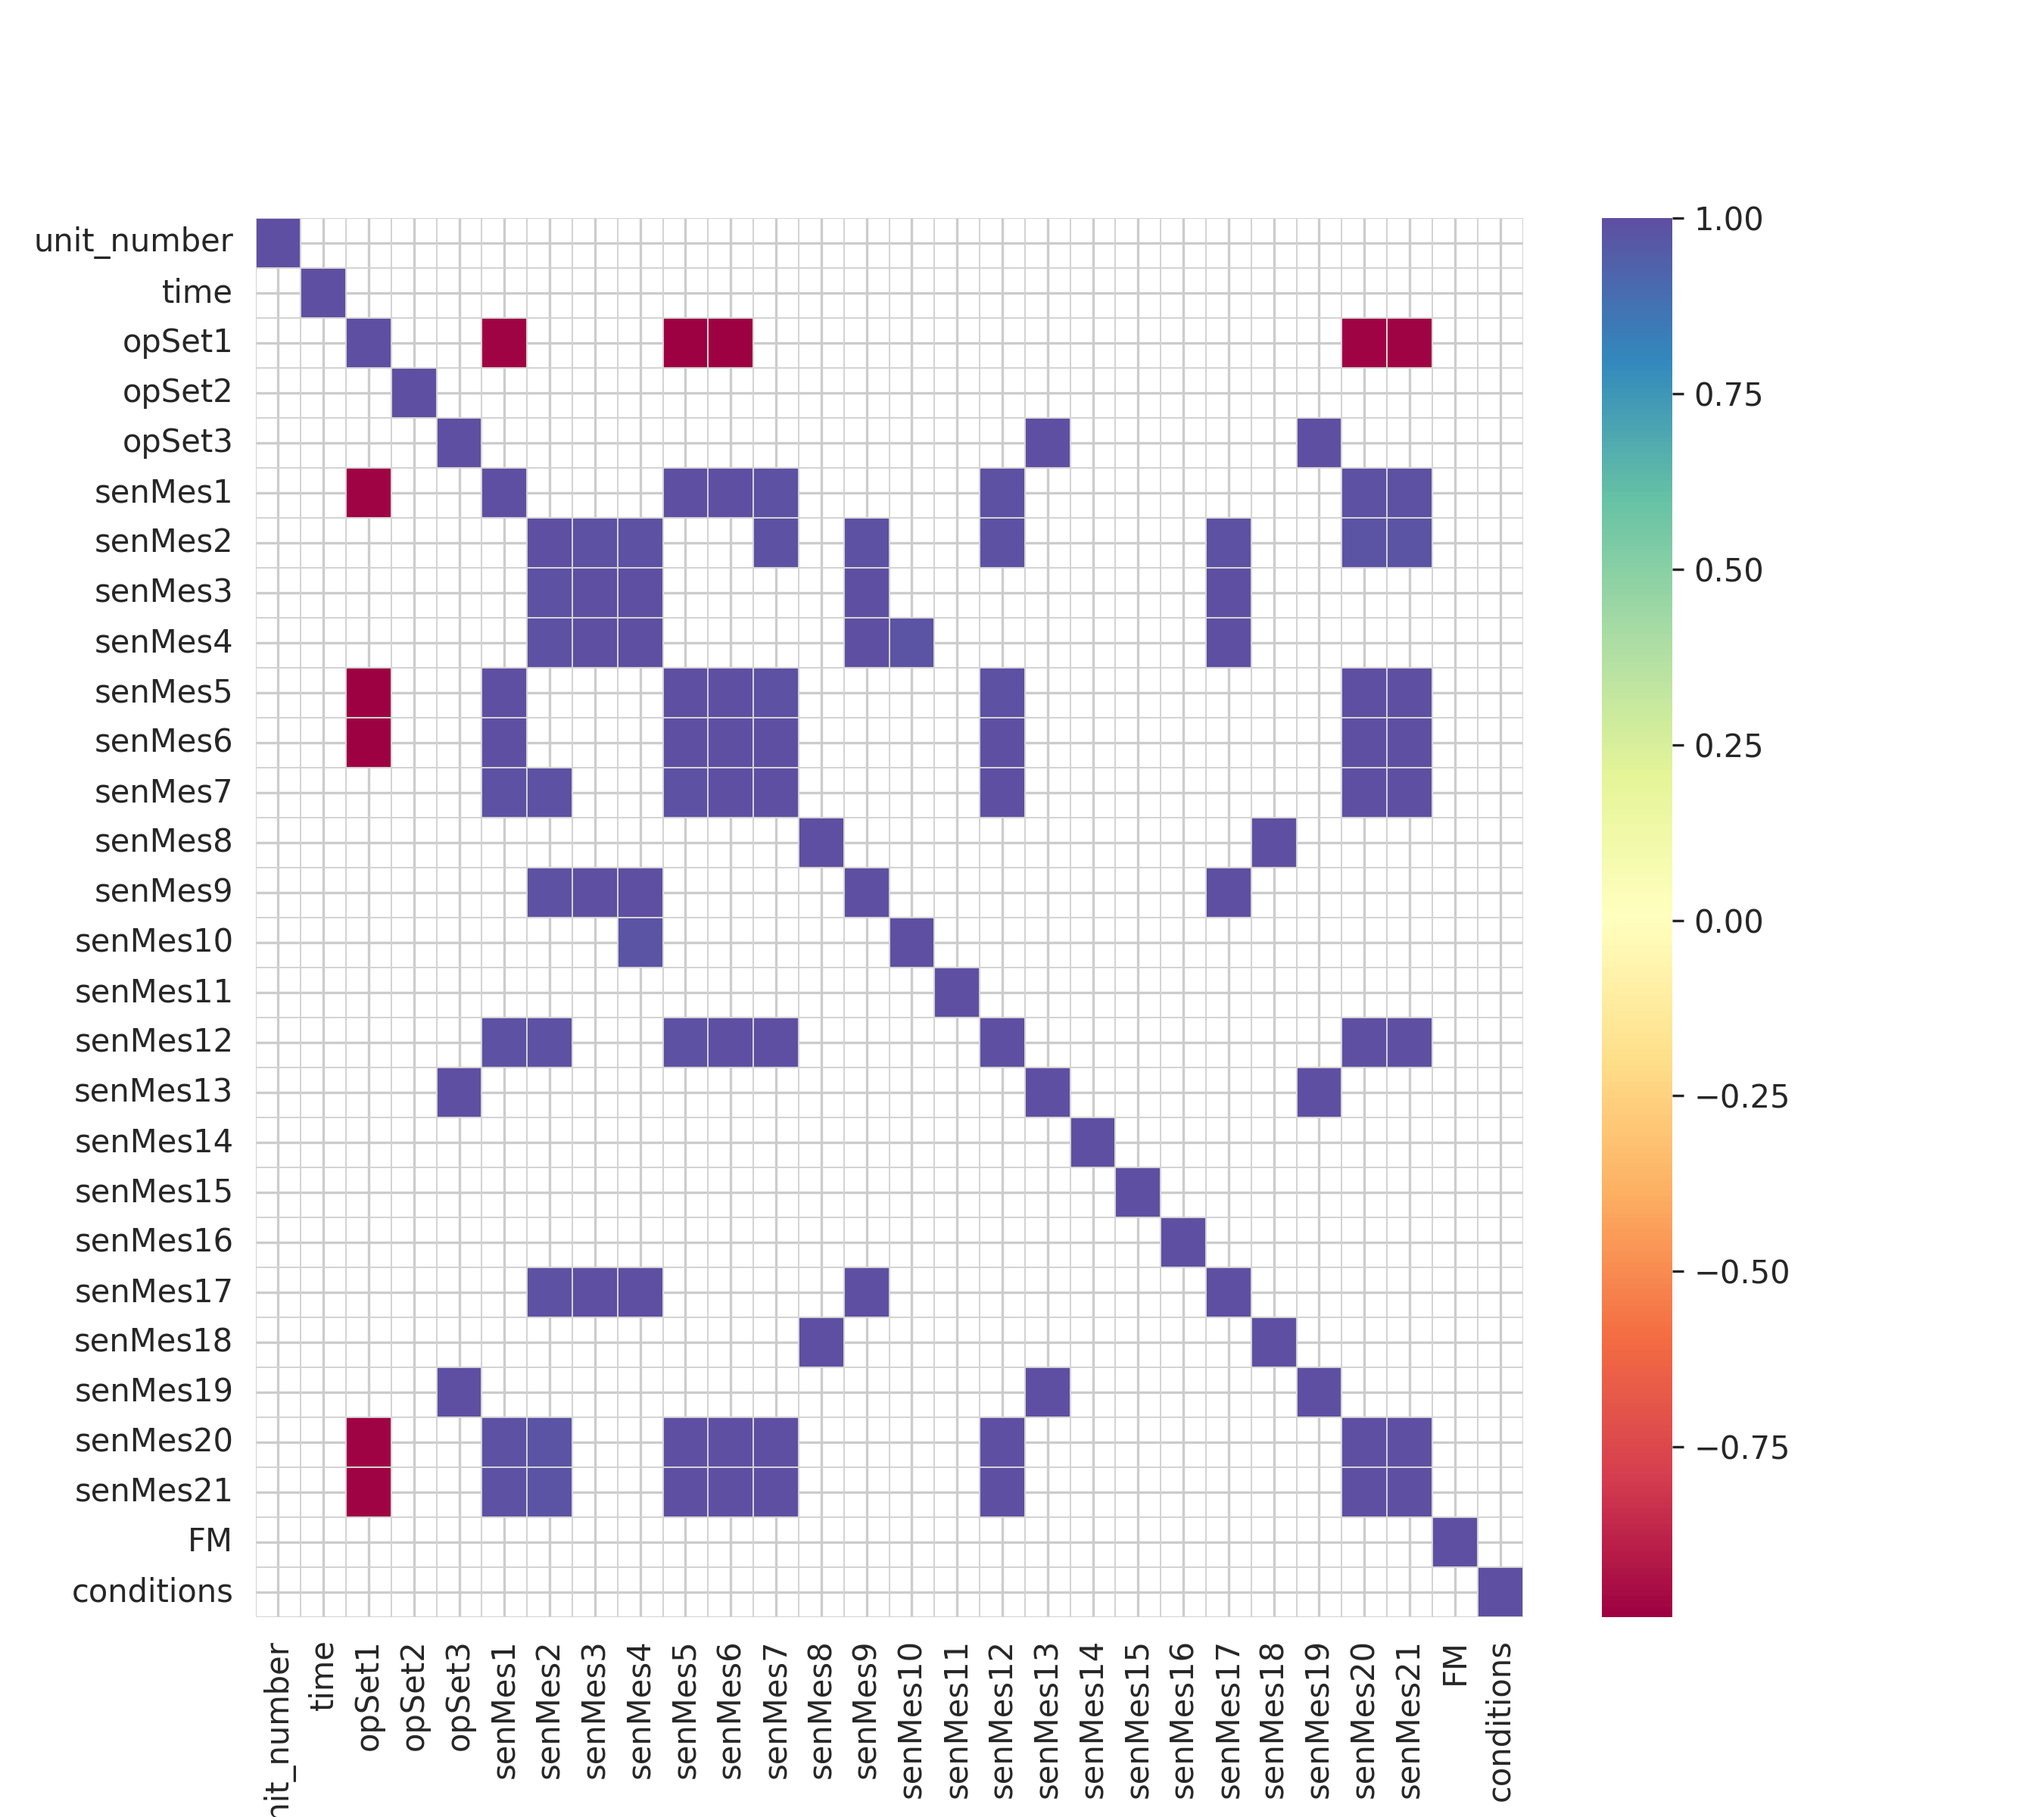 unit_number
time
opSet1
opSet2
opSet3
senMes1
senMes2
senMes3
senMes4
senMes5
senMes6
senMes7
senMes8
senMes9
senMes10
senMes11
senMes12
senMes13
senMes14
senMes15
senMes16
senMes17
senMes18
senMes19
senMes20
senMes21
FM
conditions
nit_number
time
opSet1
opSet2
opSet3
senMes1
senMes2
senMes3
senMes4
senMes5
senMes6
senMes7
senMes8
senMes9
senMes10
senMes11
senMes12
senMes13
senMes14
senMes15
senMes16
senMes17
senMes18
senMes19
senMes20
senMes21
FM
conditions
1.00
0.75
0.50
0.25
0.00
−0.25
−0.50
−0.75